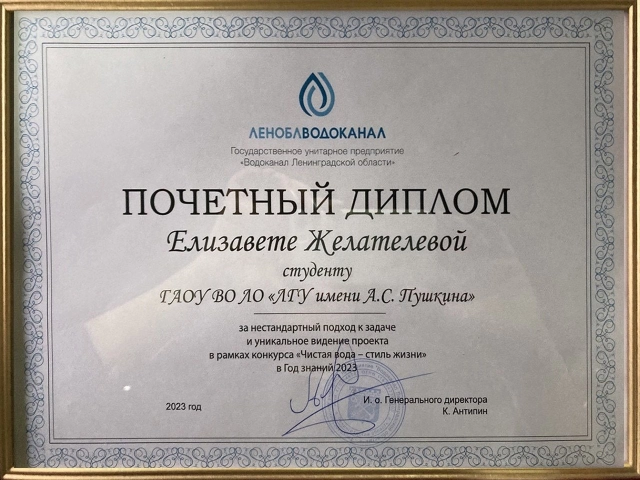 ЛЕНОБЛВОДОКАНАЛ
Государственное унитарное предприятие
«Водоканал Ленинградской области»
ПОЧЕТНЫЙ ДИПЛОМ
Елизавете Желателевой
студенту
ГАОУ ВО ЛО «ЛГУ имени А.С. Пушкина»
за нестандартный подход к задаче
и уникальное видение проекта
в рамках конкурса «Чистая вода – стиль жизни»
в Год знаний 2023
2023 год
И. о. Генерального директора
К. Антипин